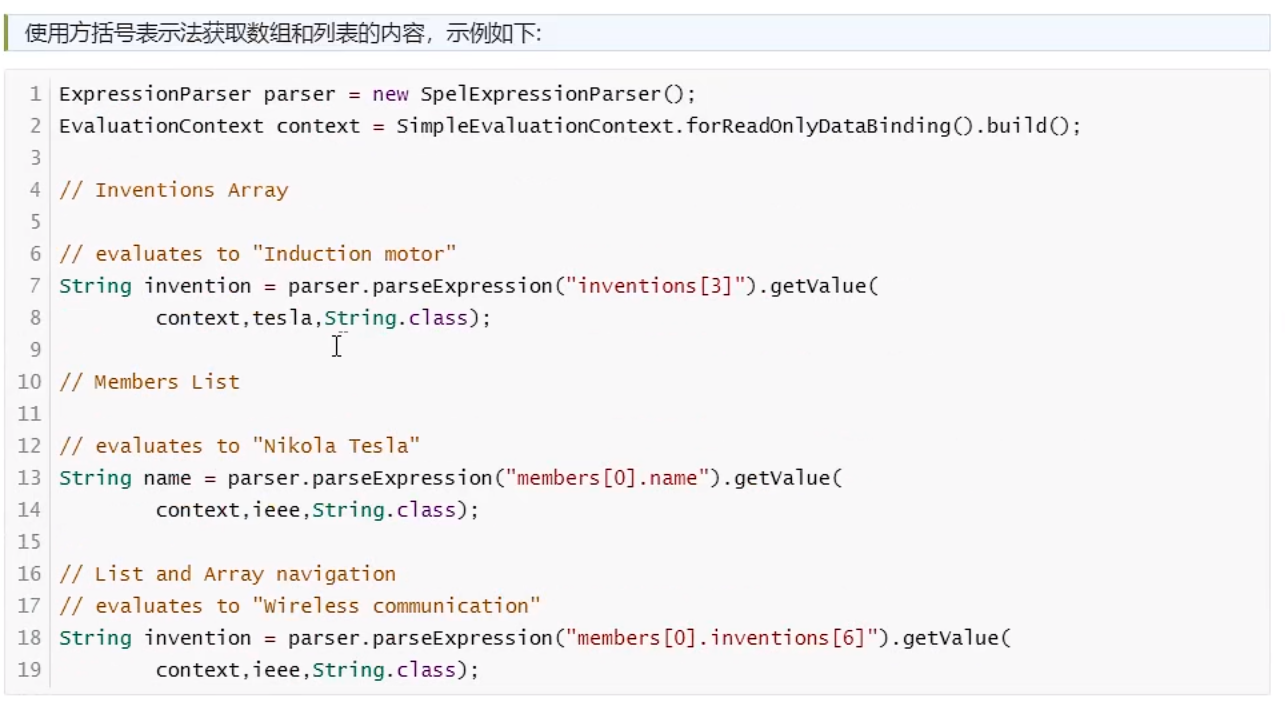 使用方括号表示法获取数组和列表的内容，示例如下:
1 ExpressionParser parser = new SpelExpressionParser();
2 EvaluationContext context = SimpleEvaluationContext.forReadOnlyDataBinding().build();
3
4 // Inventions Array
5
6 // evaluates to "Induction motor"
7 String invention = parser.parseExpression("inventions[3]").getValue(
8         context,tesla,String.class);
9
10 // Members List
11
12 // evaluates to "Nikola Tesla"
13 String name = parser.parseExpression("members[0].name").getValue(
14         context,ieee,String.class);
15
16 // List and Array navigation
17 // evaluates to "Wireless communication"
18 String invention = parser.parseExpression("members[0].inventions[6]").getValue(
19         context,ieee,String.class);